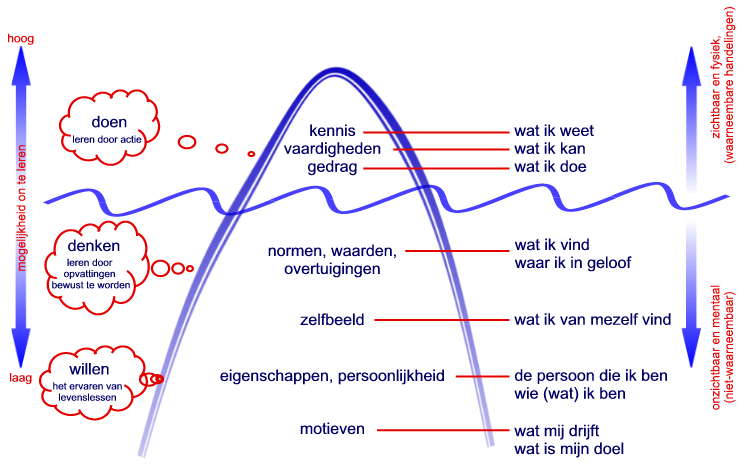 hoog
mogelijkheid on te leren
laag
doen
leren door actie
denken
leren door
opvattingen
bewust te worden
willen
het ervaren van
levenslessen
kennis
vaardigheden
gedrag
normen, waarden,
overtuigingen
zelfbeeld
eigenschappen, persoonlijkheid
motieven
wat ik weet
wat ik kan
wat ik doe
wat ik vind
waar ik in geloof
wat ik van mezelf vind
de persoon die ik ben
wie (wat) ik ben
wat mij drijft
wat is mijn doel
zichtbaar en fysiek,
(waarneembare handelingen)
onzichtbaar en mentaal
(niet-waarneembaar)